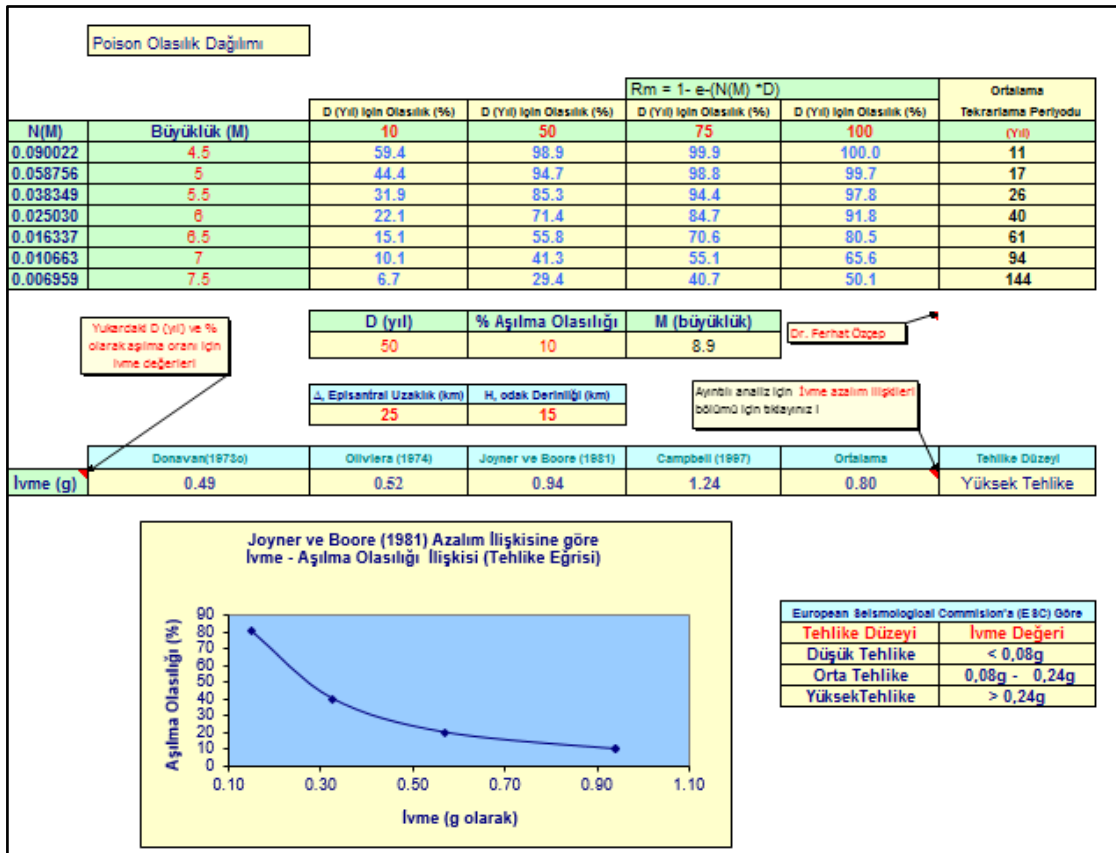 Poison Olasılık Dağılımı
Rm = 1- e-(N(M) *D)
Ortalama
D (Yıl) için Olasılık (%) D (Yıl) için Olasılık (%) D (Yıl) için Olasılık (%) D (Yıl) için Olasılık (%) Tekrarlama Periyodu
N(M) Büyüklük (M) 10 50 75 100 (Yıl)
0.090022 4.5 59.4 98.9 99.9 100.0 11
0.058756 5 44.4 94.7 98.8 99.7 17
0.038349 5.5 31.9 85.3 94.4 97.8 26
0.025030 6 22.1 71.4 84.7 91.8 40
0.016337 6.5 15.1 55.8 70.6 80.5 61
0.010663 7 10.1 41.3 55.1 65.6 94
0.006959 7.5 6.7 29.4 40.7 50.1 144
Yukardaki D (yıl) ve %
olarak aşılma oranı için
ivme değerleri
D (yıl) % Aşılma Olasılığı M (büyüklük)
50 10 8.9
Dr. Ferhat Özçep
Δ, Episantral Uzaklık (km) H, odak Derinliği (km)
25 15
Ayrıntılı analiz için İvme azalım ilişkileri
bölümü için tıklayınız !
Donavan(1973c) Oliviera (1974) Joyner ve Boore (1981) Campbell (1997) Ortalama Tehlike Düzeyi
İvme (g) 0.49 0.52 0.94 1.24 0.80 Yüksek Tehlike
Joyner ve Boore (1981) Azalım İlişkisine göre
İvme - Aşılma Olasılığı İlişkisi (Tehlike Eğrisi)
Aşılma Olasılığı (%)
90
80
70
60
50
40
30
20
10
0
0.10 0.30 0.50 0.70 0.90 1.10
İvme (g olarak)
European Seismological Commision'a (ESC) Göre
Tehlike Düzeyi İvme Değeri
Düşük Tehlike < 0,08g
Orta Tehlike 0,08g - 0,24g
YüksekTehlike > 0,24g